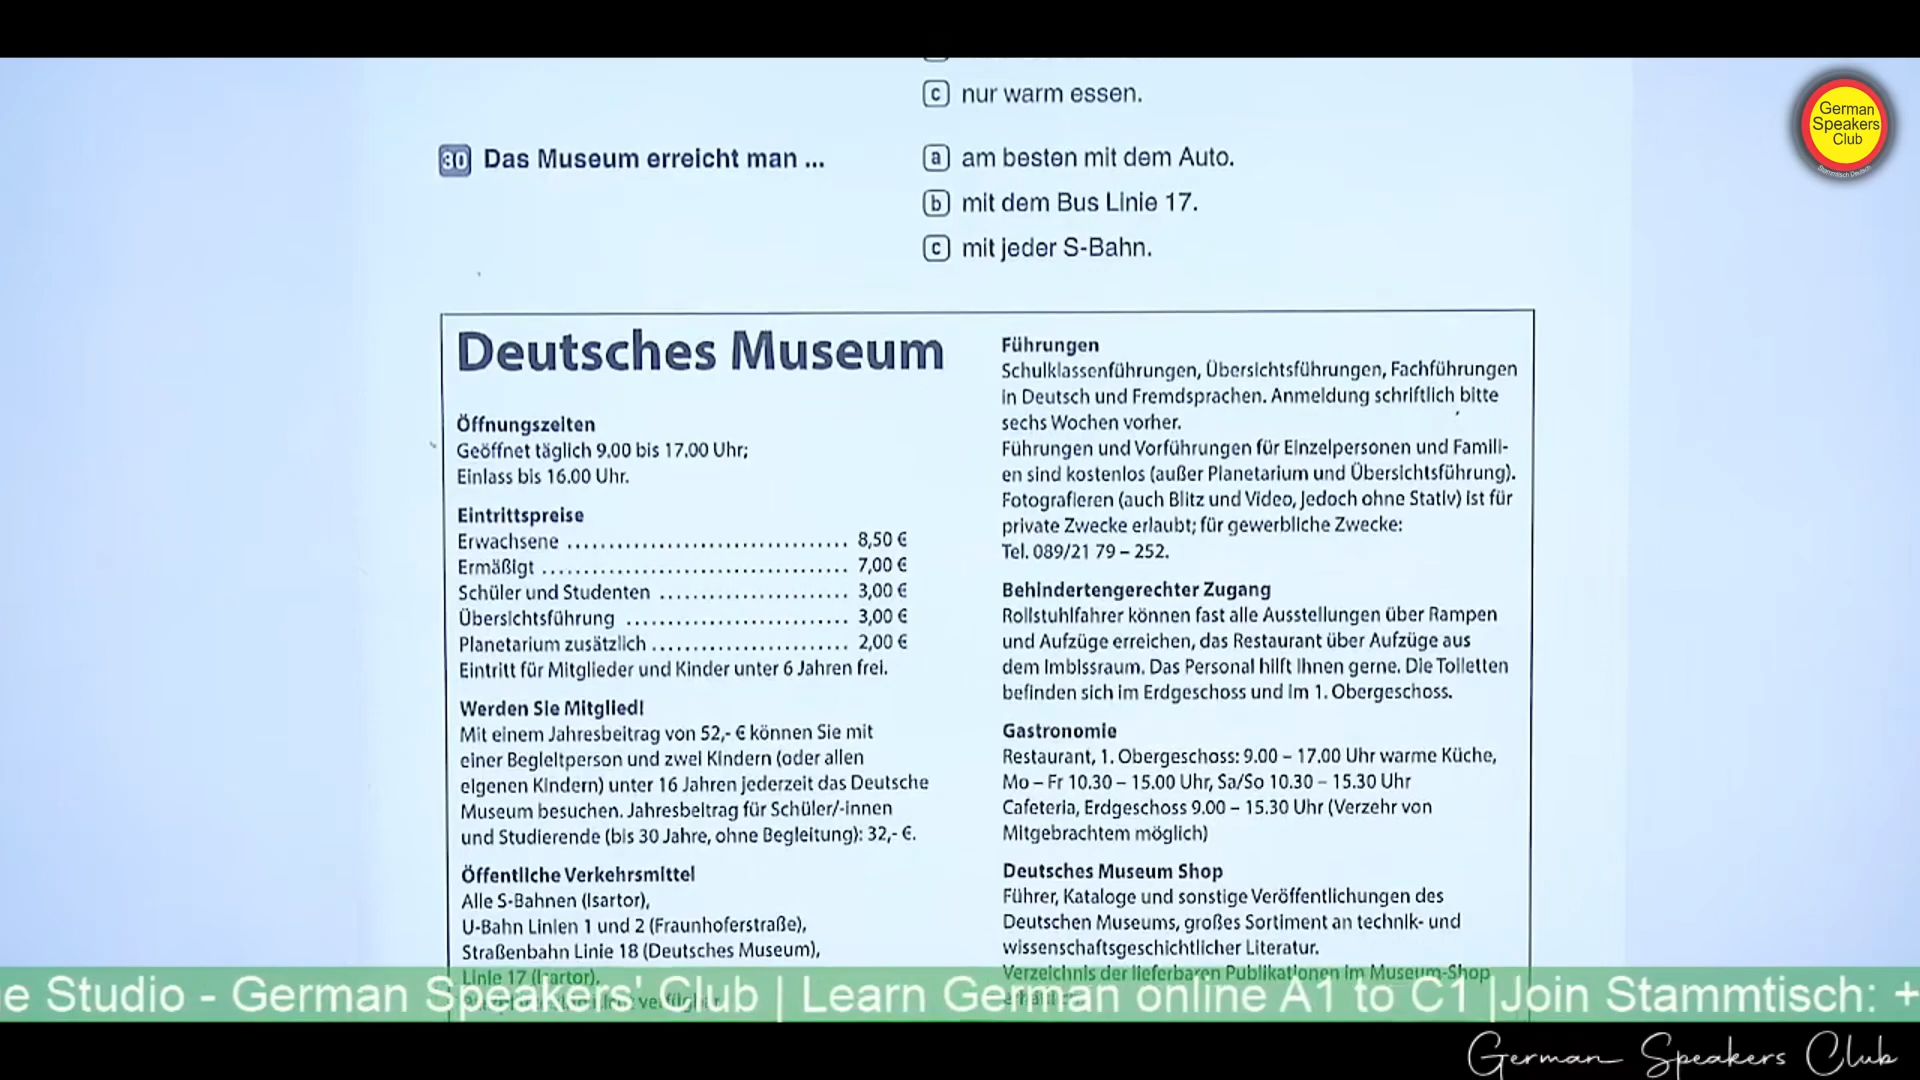 c nur warm essen.
30 Das Museum erreicht man ...
a am besten mit dem Auto.
b mit dem Bus Linie 17.
c mit jeder S-Bahn.
German
Speakers
Club
Stammtisch Deutsch
Deutsches Museum
Öffnungszeiten
Geöffnet täglich 9.00 bis 17.00 Uhr;
Einlass bis 16.00 Uhr.
Eintrittspreise
Erwachsene .................................. 8,50 €
Ermäßigt ..................................... 7,00 €
Schüler und Studenten ....................... 3,00 €
Übersichtsführung ........................... 3,00 €
Planetarium zusätzlich ........................ 2,00 €
Eintritt für Mitglieder und Kinder unter 6 Jahren frei.
Werden Sie Mitglied!
Mit einem Jahresbeitrag von 52,- € können Sie mit
einer Begleitperson und zwei Kindern (oder allen
eigenen Kindern) unter 16 Jahren jederzeit das Deutsche
Museum besuchen. Jahresbeitrag für Schüler/-innen
und Studierende (bis 30 Jahre, ohne Begleitung): 32,- €.
Öffentliche Verkehrsmittel
Alle S-Bahnen (Isartor),
U-Bahn Linien 1 und 2 (Fraunhoferstraße),
Straßenbahn Linie 18 (Deutsches Museum),
Linie 17 (Isartor),
Führungen
Schulklassenführungen, Übersichtsführungen, Fachführungen
in Deutsch und Fremdsprachen. Anmeldung schriftlich bitte
sechs Wochen vorher.
Führungen und Vorführungen für Einzelpersonen und Famili-
en sind kostenlos (außer Planetarium und Übersichtsführung).
Fotografieren (auch Blitz und Video, jedoch ohne Stativ) ist für
private Zwecke erlaubt; für gewerbliche Zwecke:
Tel. 089/21 79 – 252.
Behindertengerechter Zugang
Rollstuhlfahrer können fast alle Ausstellungen über Rampen
und Aufzüge erreichen, das Restaurant über Aufzüge aus
dem Imbissraum. Das Personal hilft Ihnen gerne. Die Toiletten
befinden sich im Erdgeschoss und im 1. Obergeschoss.
Gastronomie
Restaurant, 1. Obergeschoss: 9.00 – 17.00 Uhr warme Küche,
Mo – Fr 10.30 – 15.00 Uhr, Sa/So 10.30 – 15.30 Uhr
Cafeteria, Erdgeschoss 9.00 – 15.30 Uhr (Verzehr von
Mitgebrachtem möglich)
Deutsches Museum Shop
Führer, Kataloge und sonstige Veröffentlichungen des
Deutschen Museums, großes Sortiment an technik- und
wissenschaftsgeschichtlicher Literatur.
Verzeichnis der lieferbaren Publikationen im Museum-Shop
e Studio - German Speakers' Club | Learn German online A1 to C1 |Join Stammtisch: +
German Speakers Club